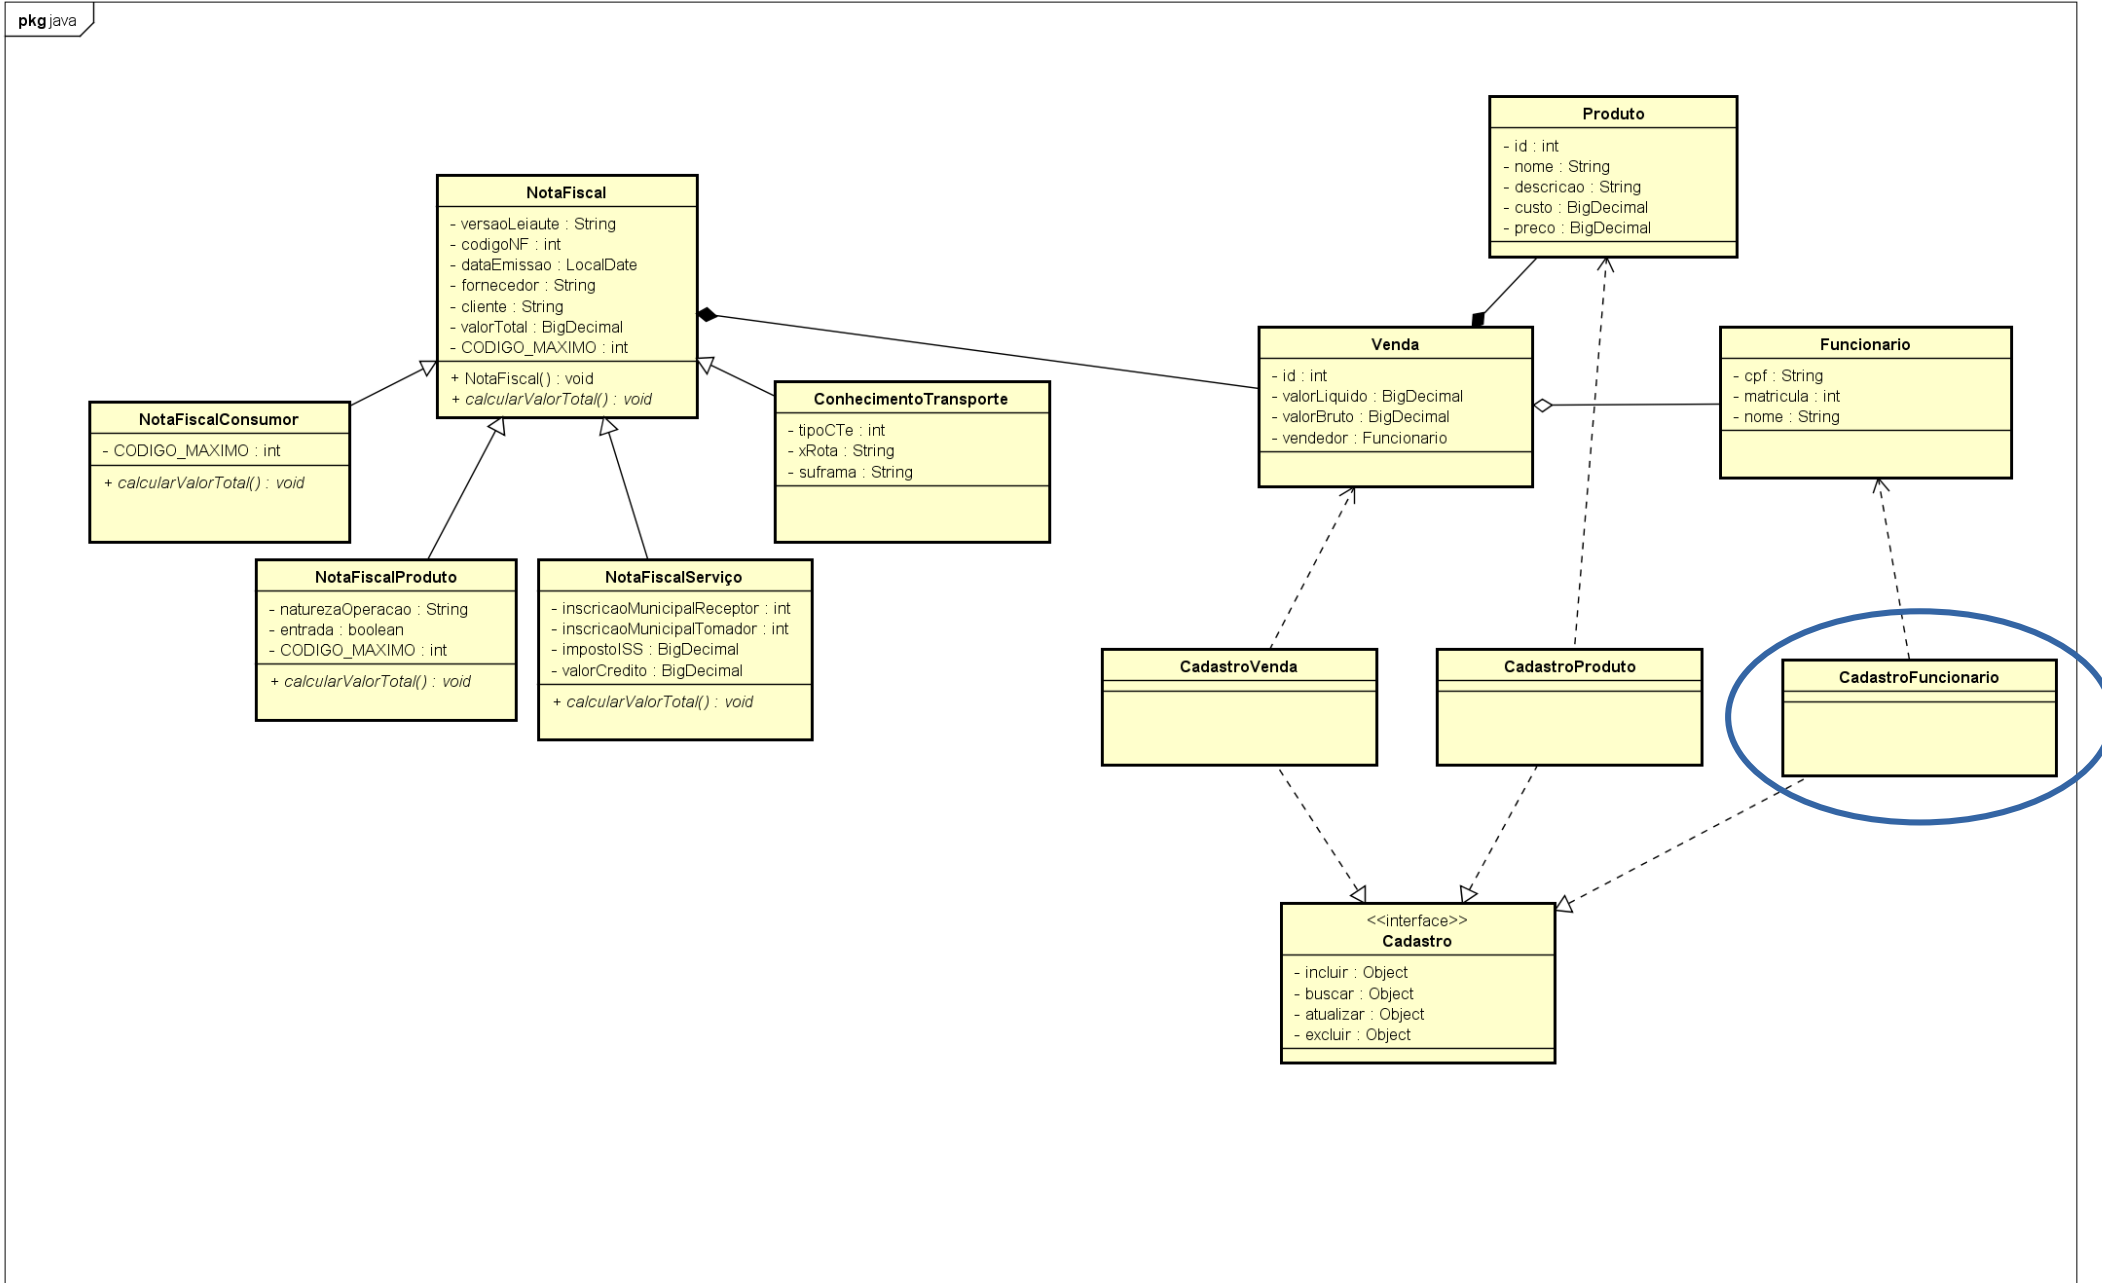 pkg java
NotaFiscal
- versaoLeiaute : String
- codigoNF : int
- dataEmissao : LocalDate
- fornecedor : String
- cliente : String
- valorTotal : BigDecimal
- CODIGO_MAXIMO : int
+ NotaFiscal() : void
+ calcularValorTotal() : void
NotaFiscalConsumor
- CODIGO_MAXIMO : int
+ calcularValorTotal() : void
NotaFiscalProduto
- naturezaOperacao : String
- entrada : boolean
- CODIGO_MAXIMO : int
+ calcularValorTotal() : void
NotaFiscalServiço
- inscricaoMunicipalReceptor : int
- inscricaoMunicipalTomador : int
- impostoISS : BigDecimal
- valorCredito : BigDecimal
+ calcularValorTotal() : void
ConhecimentoTransporte
- tipoCTe : int
- xRota : String
- suframa : String
Produto
- id : int
- nome : String
- descricao : String
- custo : BigDecimal
- preco : BigDecimal
Venda
- id : int
- valorLiquido : BigDecimal
- valorBruto : BigDecimal
- vendedor : Funcionario
Funcionario
- cpf : String
- matricula : int
- nome : String
CadastroVenda
CadastroProduto
CadastroFuncionario
<<interface>>
Cadastro
- incluir : Object
- buscar : Object
- atualizar : Object
- excluir : Object